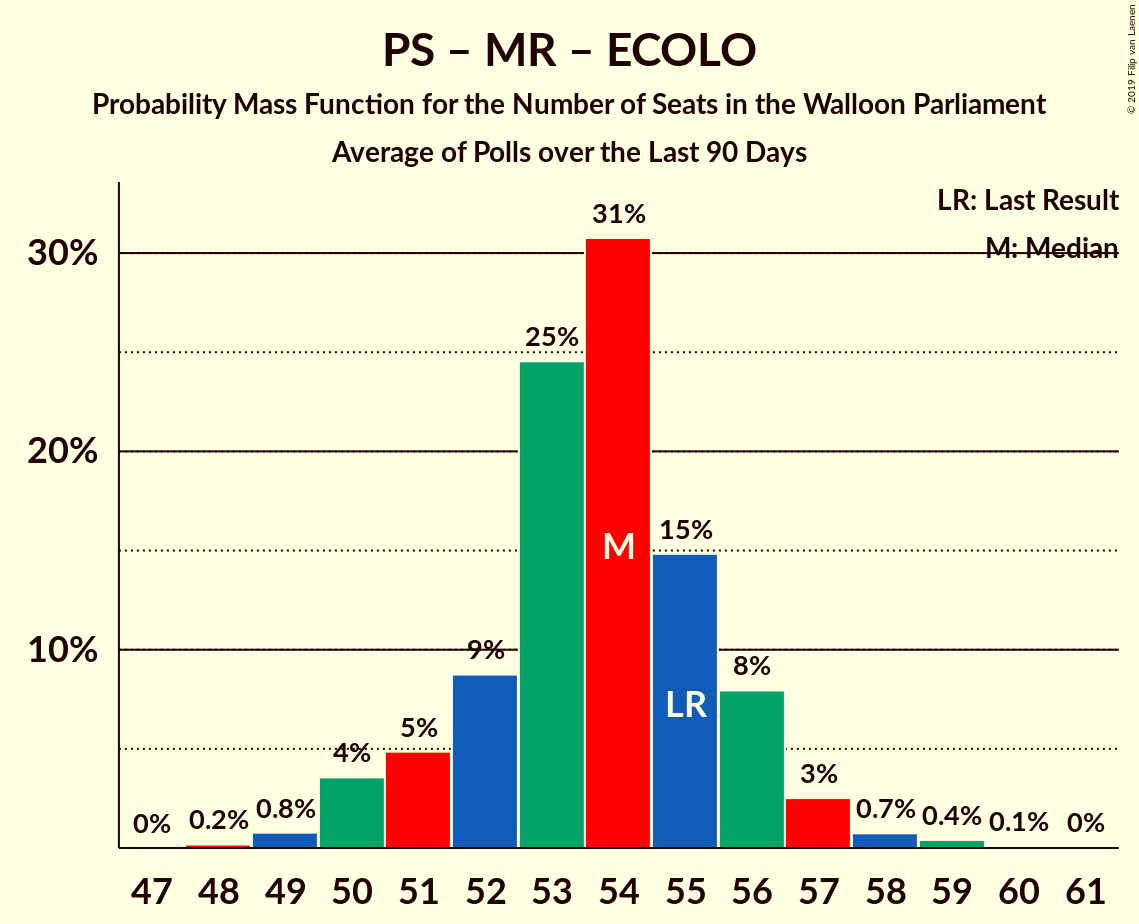 PS – MR – ECOLO
Probability Mass Function for the Number of Seats in the Walloon Parliament
Average of Polls over the Last 90 Days
© 2019 Filip van Laenen
LR: Last Result
M: Median
30%
20%
10%
0%
0.2%
0.8%
4%
5%
9%
25%
31%
15%
8%
3%
0.7%
0.4%
0.1%
0%
M
LR
47 48 49 50 51 52 53 54 55 56 57 58 59 60 61